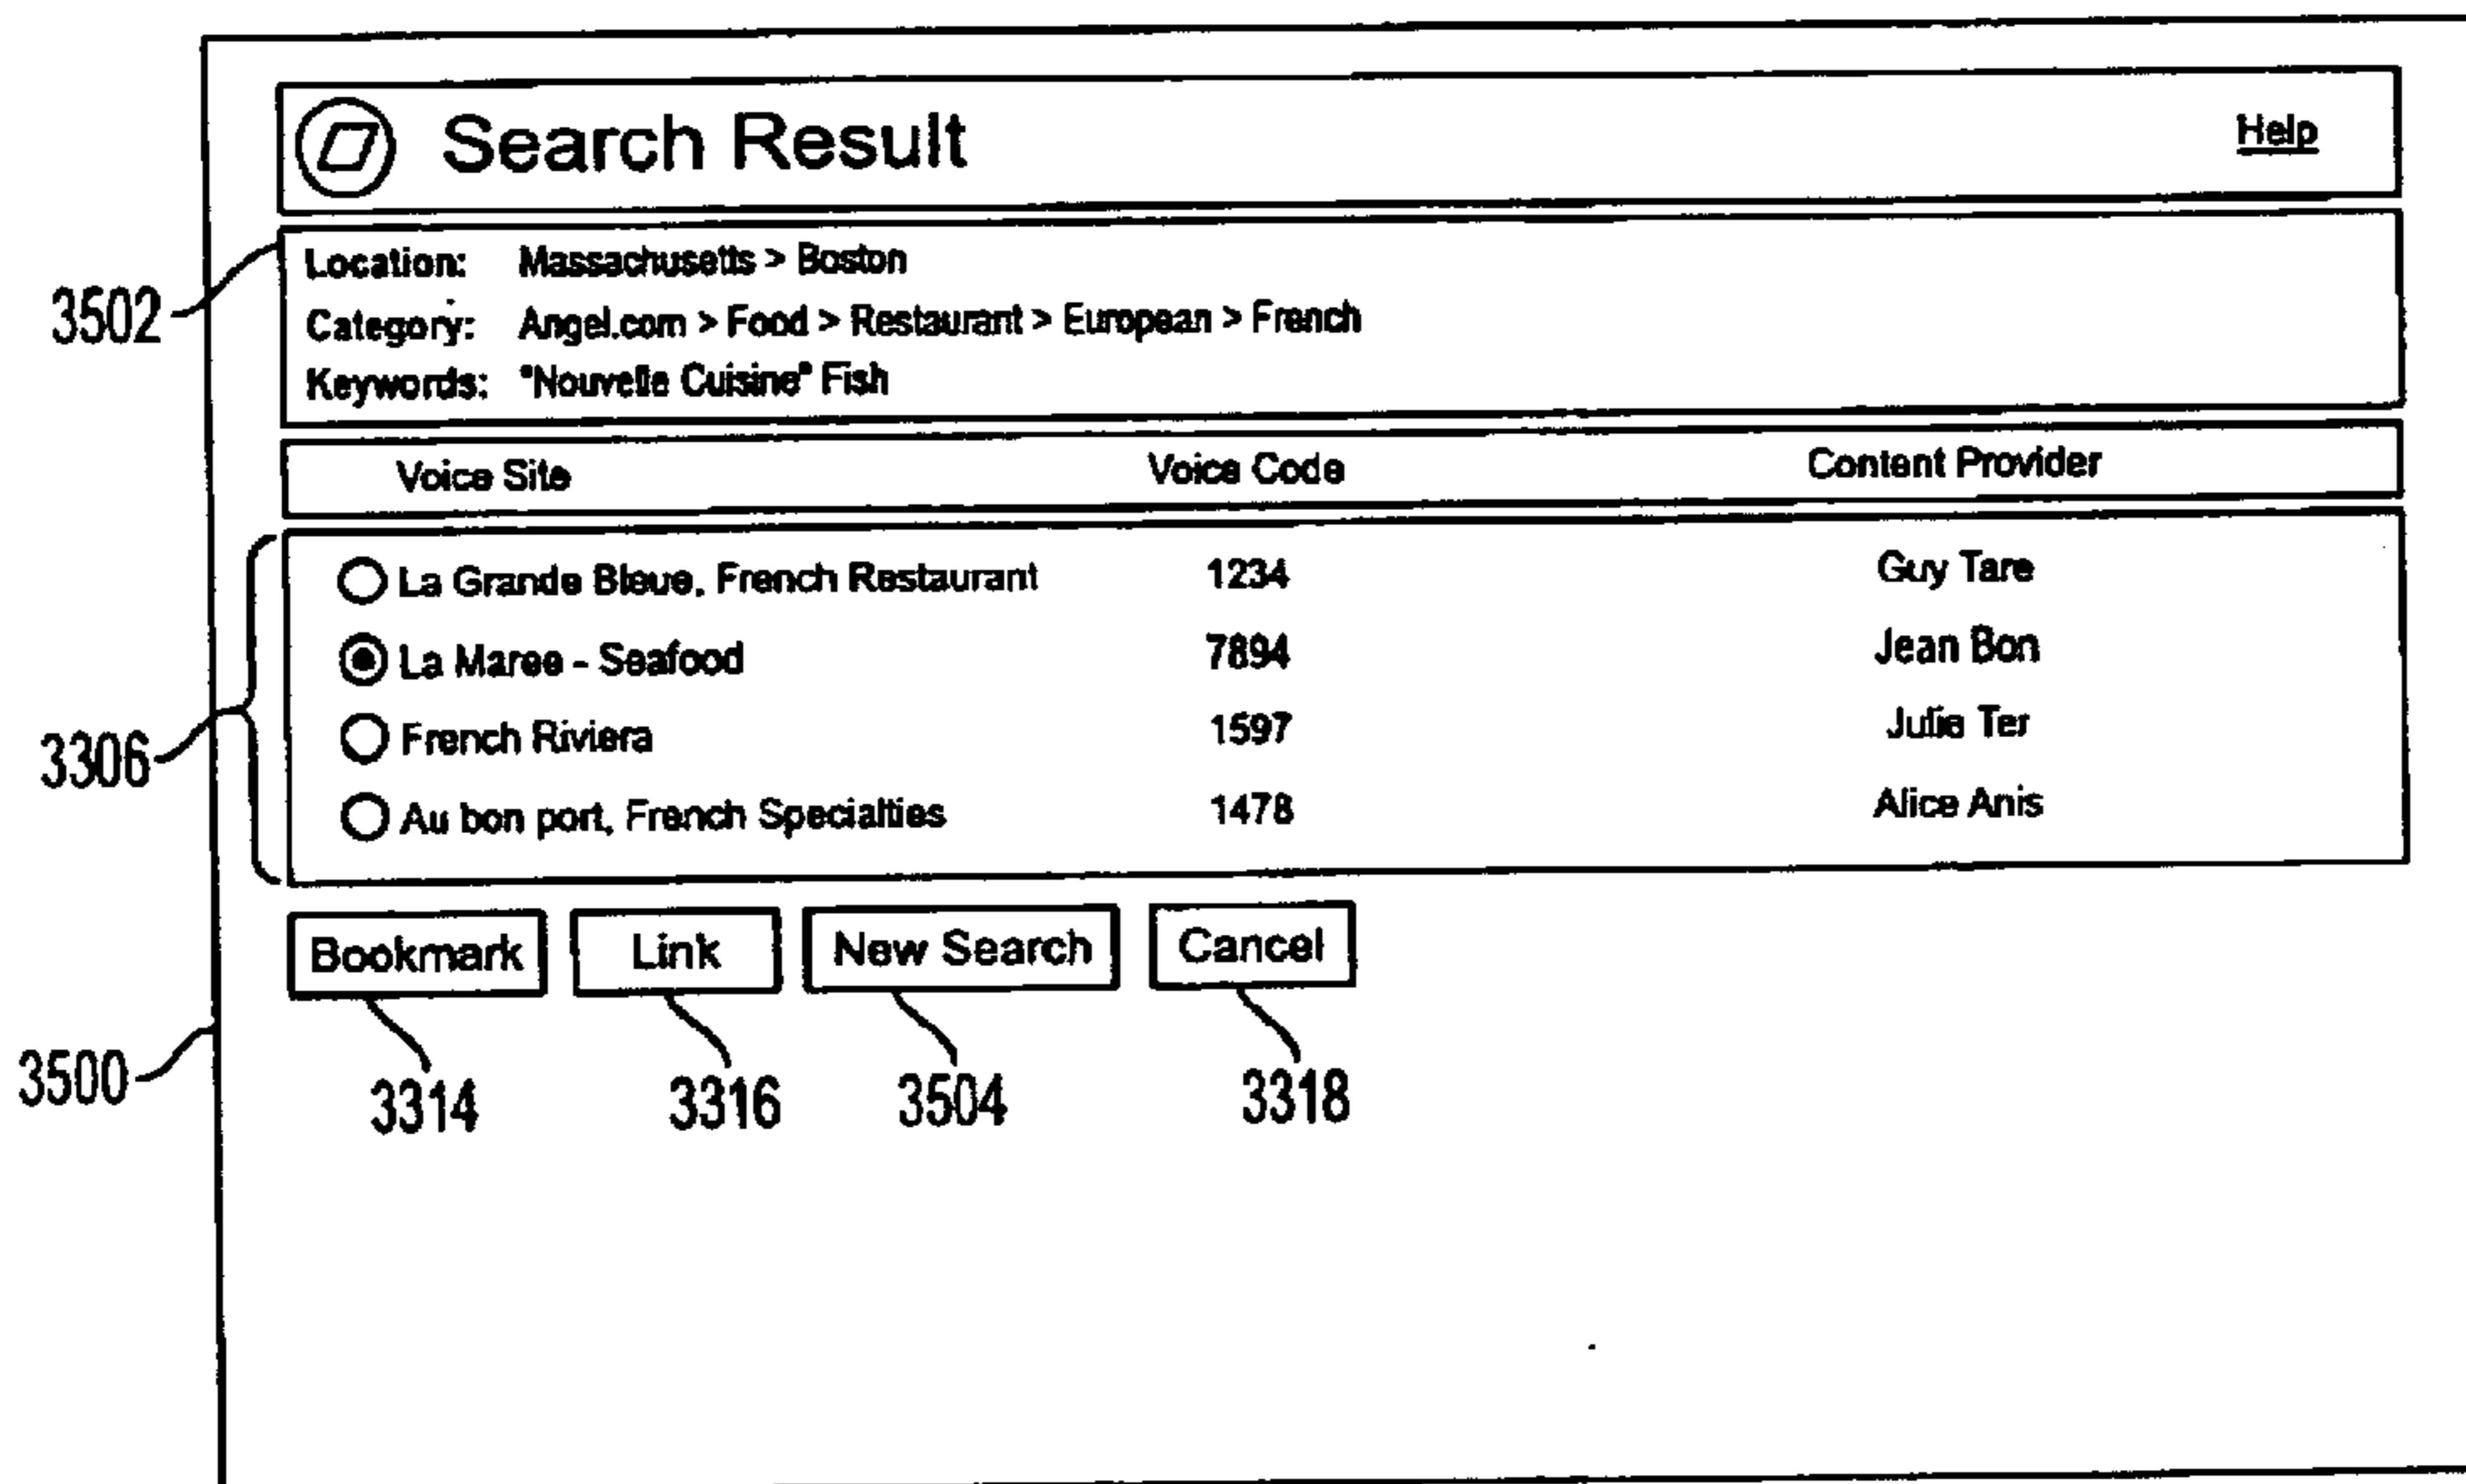 Search Result Help
3502
Location: Massachusetts > Boston
Category: Angel.com > Food > Restaurant > European > French
Keywords: "Nouvelle Cuisine" Fish
Voice Site Voice Code Content Provider
3306
La Grande Bleue, French Restaurant 1234 Guy Tare
La Maree - Seafood 7894 Jean Bon
French Riviera 1597 Julie Ter
Au bon port, French Specialties 1478 Alice Anis
Bookmark Link New Search Cancel
3500 3314 3316 3504 3318